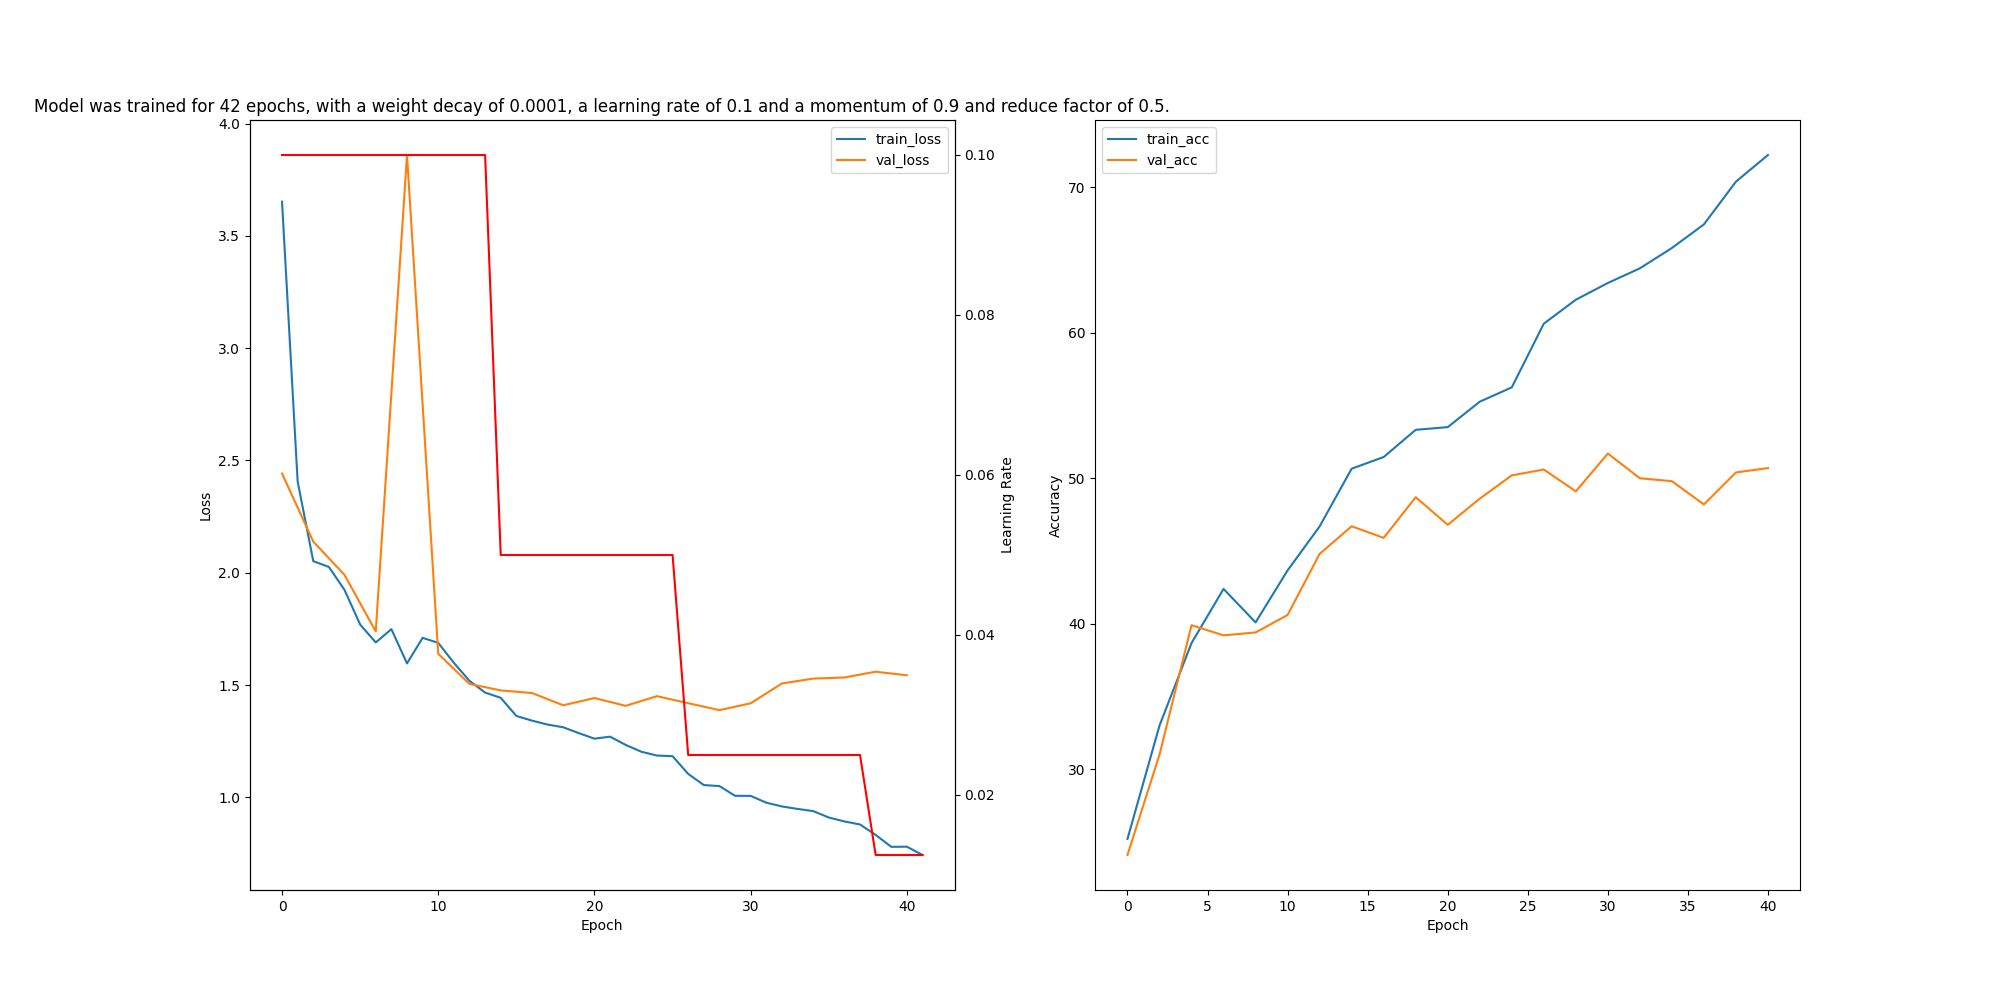 Model was trained for 42 epochs, with a weight decay of 0.0001, a learning rate of 0.1 and a momentum of 0.9 and reduce factor of 0.5.
train_loss
val_loss
4.0
3.5
3.0
2.5
2.0
1.5
1.0
Loss
0.10
0.08
0.06
0.04
0.02
Learning Rate
0 10 20 30 40
Epoch
train_acc
val_acc
70
60
50
40
30
Accuracy
0 5 10 15 20 25 30 35 40
Epoch